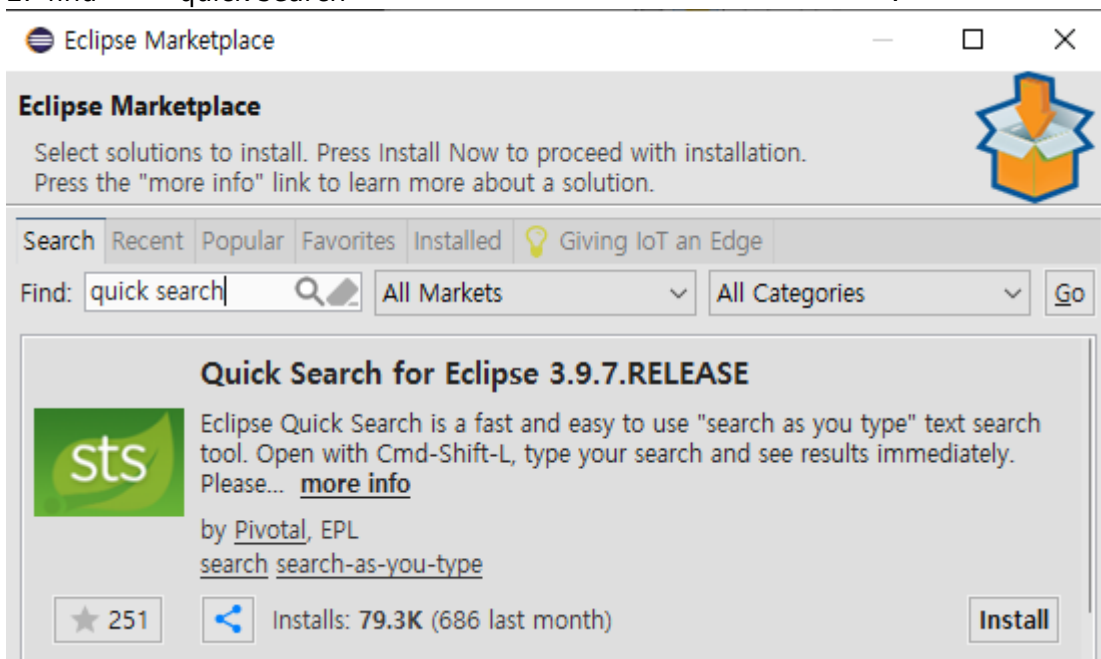 Eclipse Marketplace
Eclipse Marketplace
Select solutions to install. Press Install Now to proceed with installation.
Press the "more info" link to learn more about a solution.
Search Recent Popular Favorites Installed Giving IoT an Edge
Find: quick search All Markets All Categories Go
Quick Search for Eclipse 3.9.7.RELEASE
sts
Eclipse Quick Search is a fast and easy to use "search as you type" text search
tool. Open with Cmd-Shift-L, type your search and see results immediately.
Please... more info
by Pivotal, EPL
search search-as-you-type
251 Installs: 79.3K (686 last month) Install